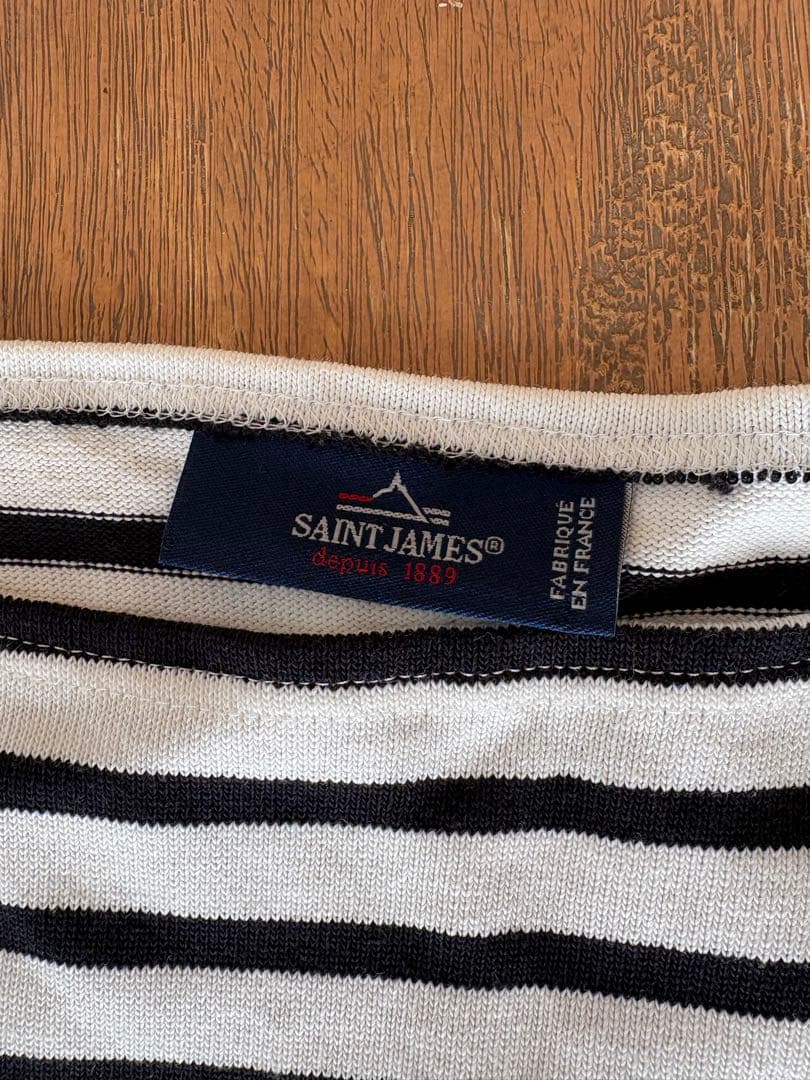 SAINT JAMES®
depuis 1889
FABRIQUÉ
EN FRANCE